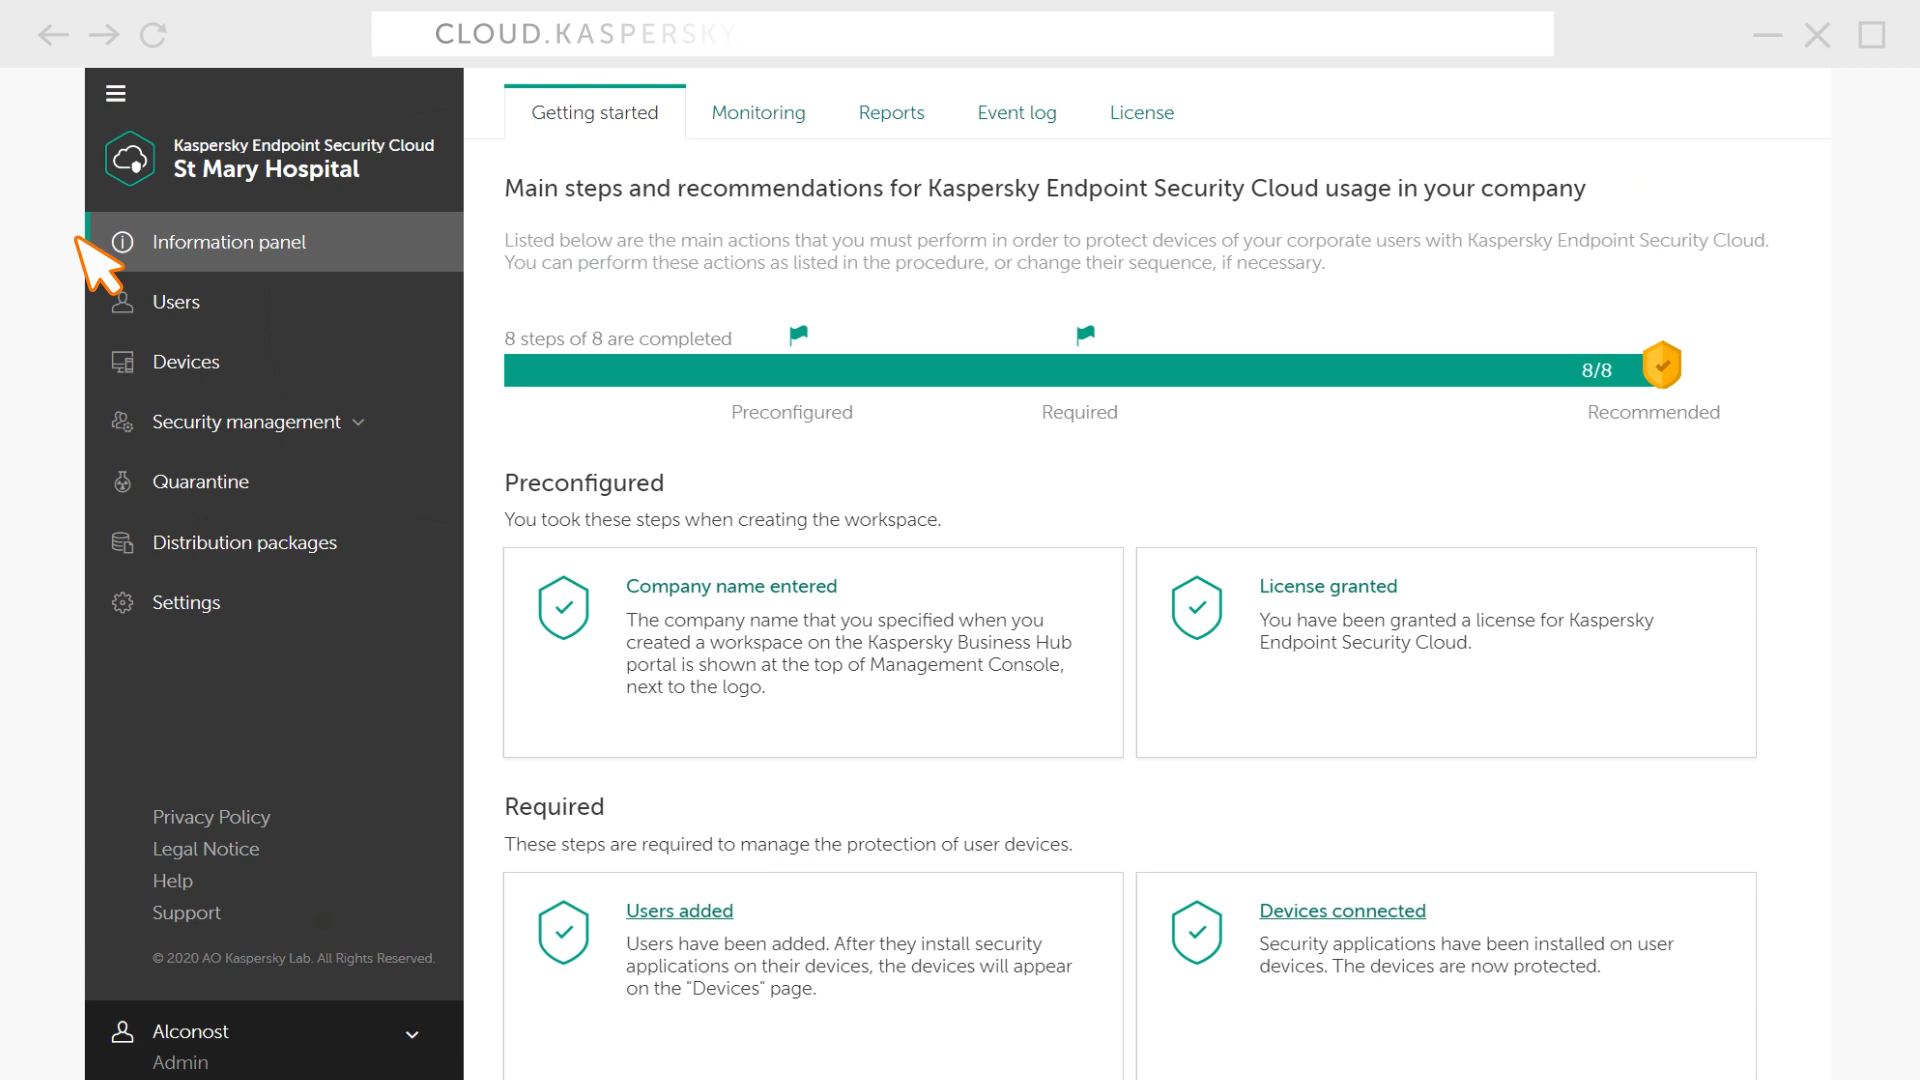 CLOUD.KASPERSKY
Kaspersky Endpoint Security Cloud
St Mary Hospital
Information panel
Users
Devices
Security management
Quarantine
Distribution packages
Settings
Privacy Policy
Legal Notice
Help
Support
© 2020 AO Kaspersky Lab. All Rights Reserved.
Alconost
Admin
Getting started
Monitoring
Reports
Event log
License
Main steps and recommendations for Kaspersky Endpoint Security Cloud usage in your company
Listed below are the main actions that you must perform in order to protect devices of your corporate users with Kaspersky Endpoint Security Cloud.
You can perform these actions as listed in the procedure, or change their sequence, if necessary.
8 steps of 8 are completed
8/8
Preconfigured
Required
Recommended
Preconfigured
You took these steps when creating the workspace.
Company name entered
The company name that you specified when you
created a workspace on the Kaspersky Business Hub
portal is shown at the top of Management Console,
next to the logo.
License granted
You have been granted a license for Kaspersky
Endpoint Security Cloud.
Required
These steps are required to manage the protection of user devices.
Users added
Users have been added. After they install security
applications on their devices, the devices will appear
on the "Devices" page.
Devices connected
Security applications have been installed on user
devices. The devices are now protected.